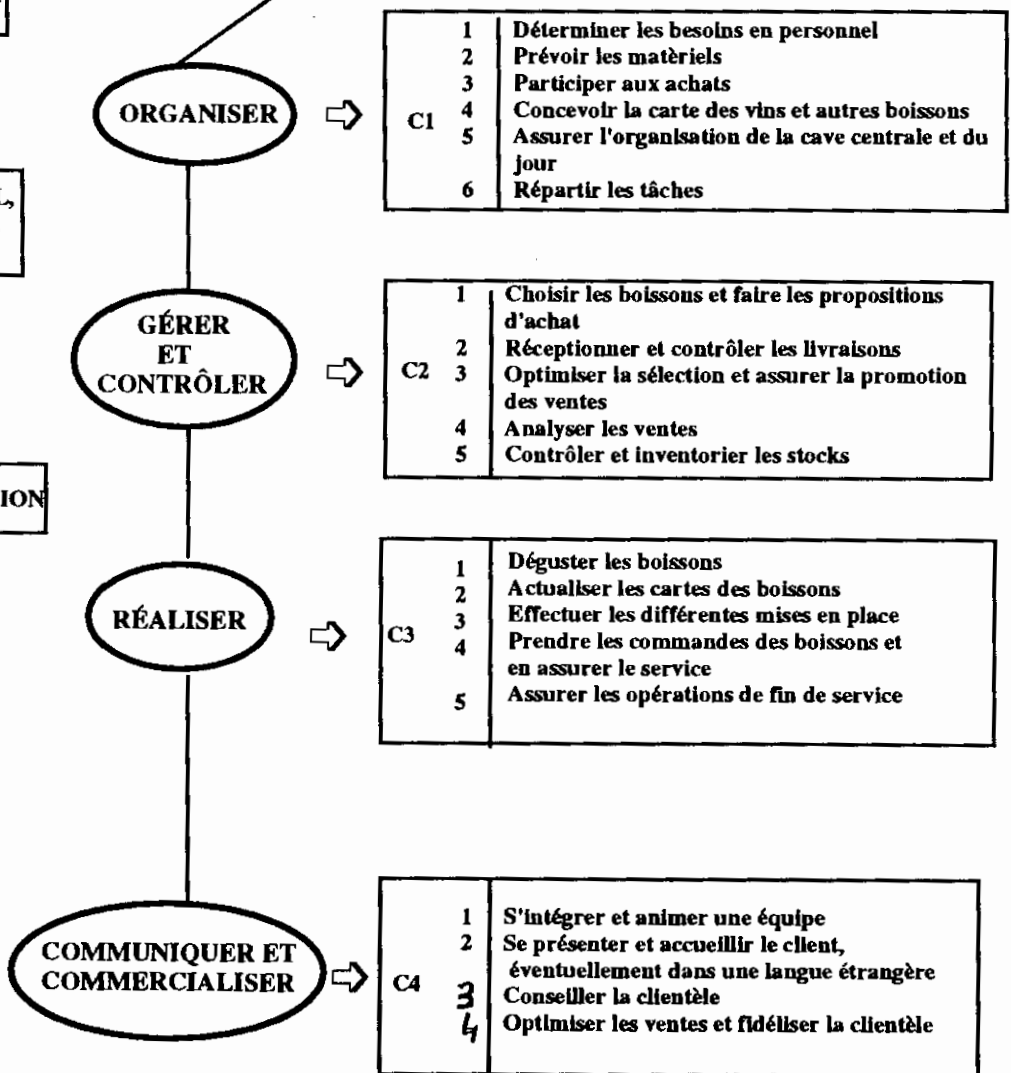 ORGANISER
C1
1 Déterminer les besoins en personnel
2 Prévoir les matèriels
3 Participer aux achats
4 Concevoir la carte des vins et autres boissons
5 Assurer l'organisation de la cave centrale et du
jour
6 Répartir les tâches
L,
GÉRER
ET
CONTRÔLER
C2
1 Choisir les boissons et faire les propositions
d'achat
2 Réceptionner et contrôler les livraisons
3 Optimiser la sélection et assurer la promotion
des ventes
4 Analyser les ventes
5 Contrôler et inventorier les stocks
ION
RÉALISER
C3
1 Déguster les boissons
2 Actualiser les cartes des boissons
3 Effectuer les différentes mises en place
4 Prendre les commandes des boissons et
en assurer le service
5 Assurer les opérations de fin de service
COMMUNIQUER ET
COMMERCIALISER
C4
1 S'intégrer et animer une équipe
2 Se présenter et accueillir le client,
éventuellement dans une langue étrangère
3 Conseiller la clientèle
4 Optimiser les ventes et fidéliser la clientèle